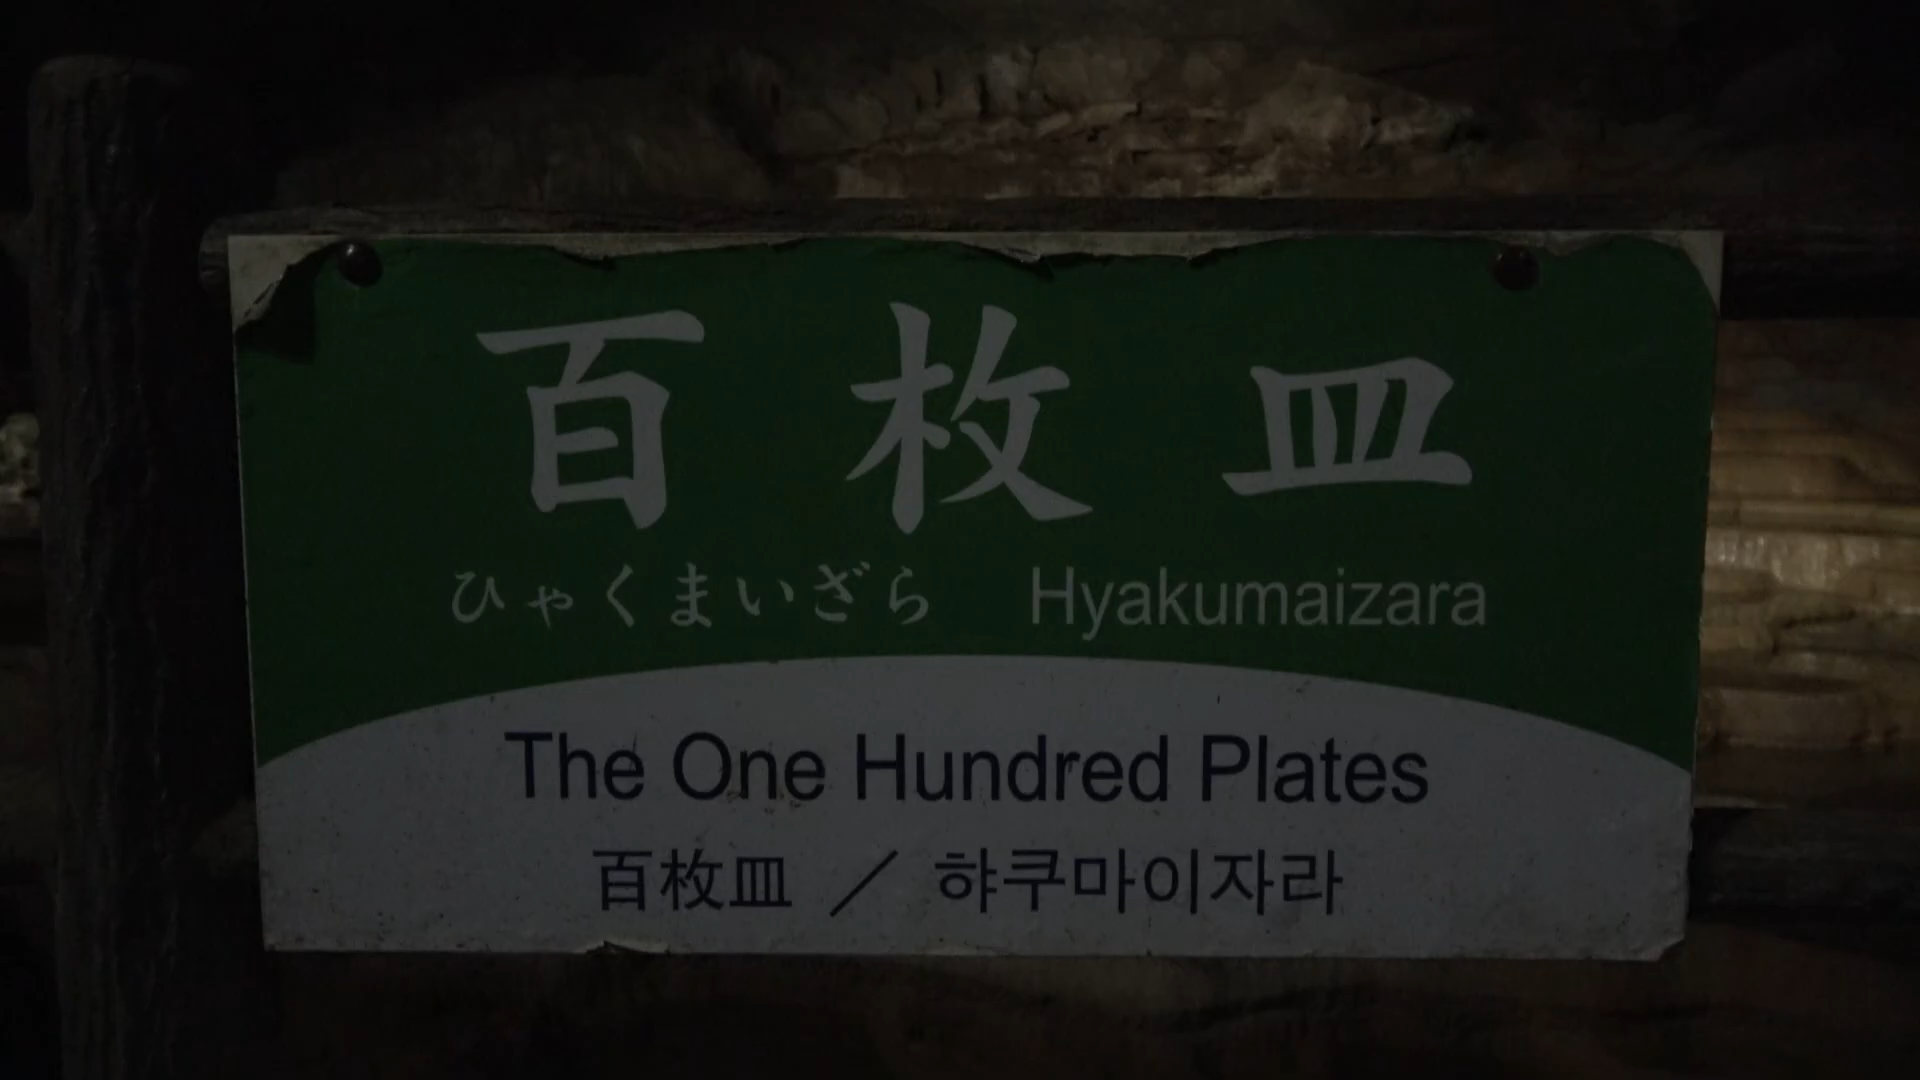 百枚皿
ひゃくまいざら Hyakumaizara
The One Hundred Plates
百枚皿 / 햐쿠마이자라